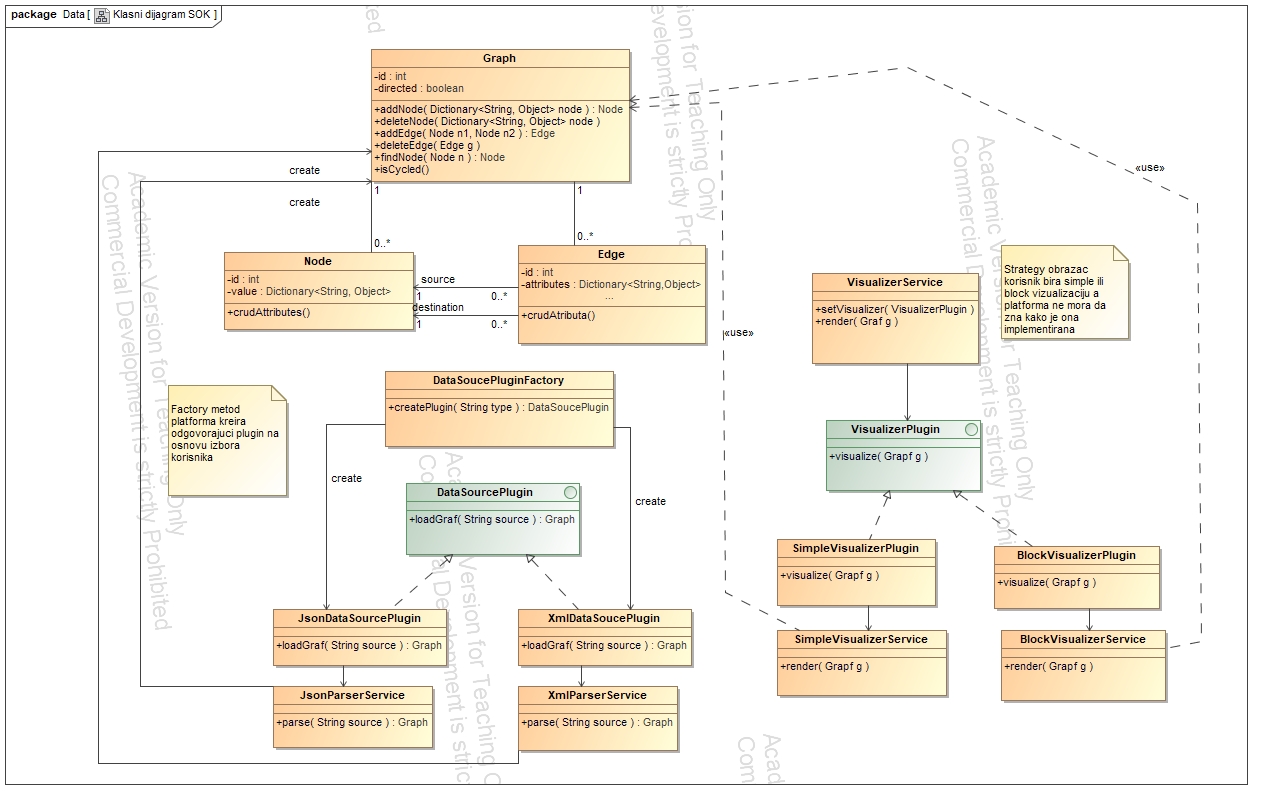 package Data [ Klasni dijagram SOK ]
Graph
-id : int
-directed : boolean
+addNode( Dictionary<String, Object> node ) : Node
+deleteNode( Dictionary<String, Object> node )
+addEdge( Node n1, Node n2 ) : Edge
+deleteEdge( Edge g )
+findNode( Node n ) : Node
+isCycled()
create
create
1
0..*
1
0..*
«use»
«use»
Node
-id : int
-value : Dictionary<String, Object>
+crudAttributes()
source
1
0..*
destination
1
0..*
Edge
-id : int
-attributes : Dictionary<String,Object>
...
+crudAtributa()
VisualizerService
+setVisualizer( VisualizerPlugin )
+render( Graf g )
Strategy obrazac
korisnik bira simple ili
block vizualizaciju a
platforma ne mora da
zna kako je ona
implementirana
Factory metod
platforma kreira
odgovorajuci plugin na
osnovu izbora
korisnika
DataSoucePluginFactory
+createPlugin( String type ) : DataSoucePlugin
create
create
DataSourcePlugin
+loadGraf( String source ) : Graph
VisualizerPlugin
+visualize( Grapf g )
SimpleVisualizerPlugin
+visualize( Grapf g )
BlockVisualizerPlugin
+visualize( Grapf g )
JsonDataSourcePlugin
+loadGraf( String source ) : Graph
XmlDataSoucePlugin
+loadGraf( String source ) : Graph
SimpleVisualizerService
+render( Grapf g )
BlockVisualizerService
+render( Grapf g )
JsonParserService
+parse( String source ) : Graph
XmlParserService
+parse( String source ) : Graph
Academic Version for Teaching Only
Commercial Development is strictly Prohibited